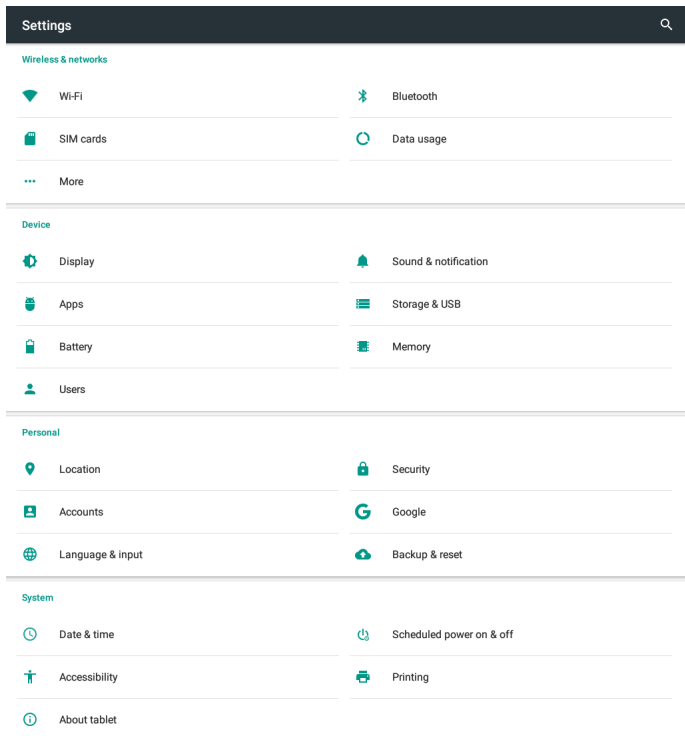 Settings
Wireless & networks
Wi-Fi
Bluetooth
SIM cards
Data usage
More
Device
Display
Sound & notification
Apps
Storage & USB
Battery
Memory
Users
Personal
Location
Security
Accounts
Google
Language & input
Backup & reset
System
Date & time
Scheduled power on & off
Accessibility
Printing
About tablet